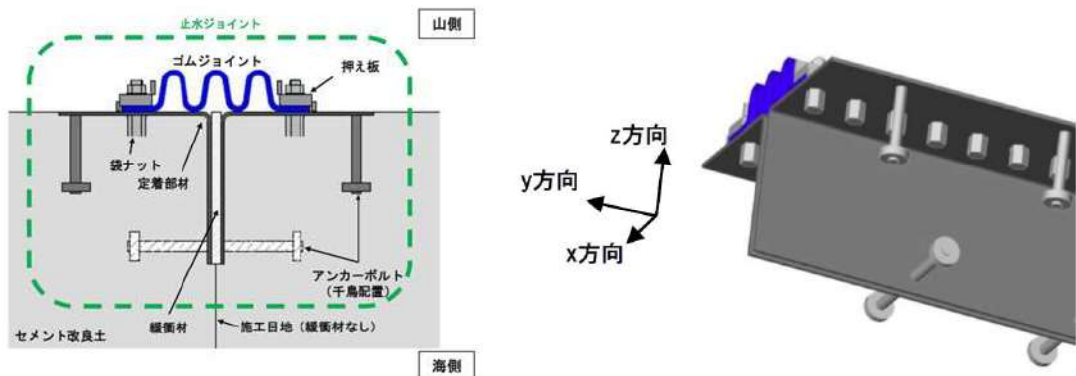 止水ジョイント
山側
ゴムジョイント
押え板
袋ナット
定着部材
アンカーボルト
(千鳥配置)
緩衝材
施工目地(緩衝材なし)
セメント改良土
海側
z方向
y方向
x方向